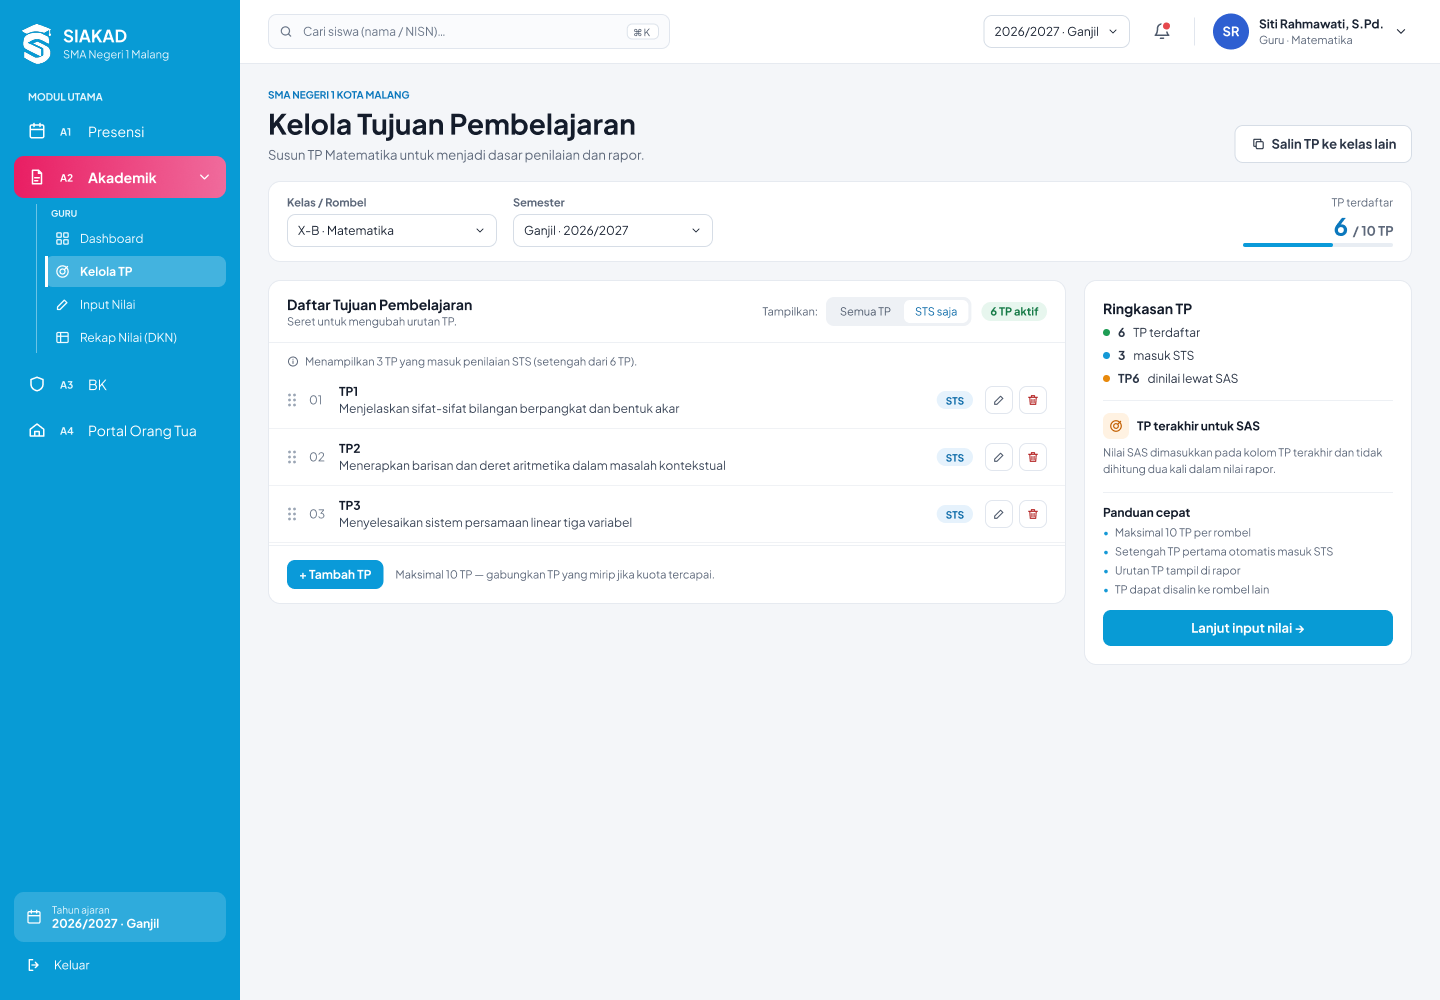 SIAKAD
SMA Negeri 1 Malang
MODUL UTAMA
A1 Presensi
A2 Akademik
GURU
Dashboard
Kelola TP
Input Nilai
Rekap Nilai (DKN)
A3 BK
A4 Portal Orang Tua
Tahun ajaran
2026/2027 · Ganjil
Keluar
Cari siswa (nama / NISN)...
⌘ K
2026/2027 · Ganjil
SR
Siti Rahmawati, S.Pd.
Guru · Matematika
SMA NEGERI 1 KOTA MALANG
Kelola Tujuan Pembelajaran
Susun TP Matematika untuk menjadi dasar penilaian dan rapor.
Salin TP ke kelas lain
Kelas / Rombel
X-B · Matematika
Semester
Ganjil · 2026/2027
TP terdaftar
6 / 10 TP
Daftar Tujuan Pembelajaran
Seret untuk mengubah urutan TP.
Tampilkan: Semua TP STS saja 6 TP aktif
Menampilkan 3 TP yang masuk penilaian STS (setengah dari 6 TP).
01 TP1 STS
Menjelaskan sifat-sifat bilangan berpangkat dan bentuk akar
02 TP2 STS
Menerapkan barisan dan deret aritmetika dalam masalah kontekstual
03 TP3 STS
Menyelesaikan sistem persamaan linear tiga variabel
+ Tambah TP
Maksimal 10 TP — gabungkan TP yang mirip jika kuota tercapai.
Ringkasan TP
6 TP terdaftar
3 masuk STS
TP6 dinilai lewat SAS
TP terakhir untuk SAS
Nilai SAS dimasukkan pada kolom TP terakhir dan tidak
dihitung dua kali dalam nilai rapor.
Panduan cepat
• Maksimal 10 TP per rombel
• Setengah TP pertama otomatis masuk STS
• Urutan TP tampil di rapor
• TP dapat disalin ke rombel lain
Lanjut input nilai →